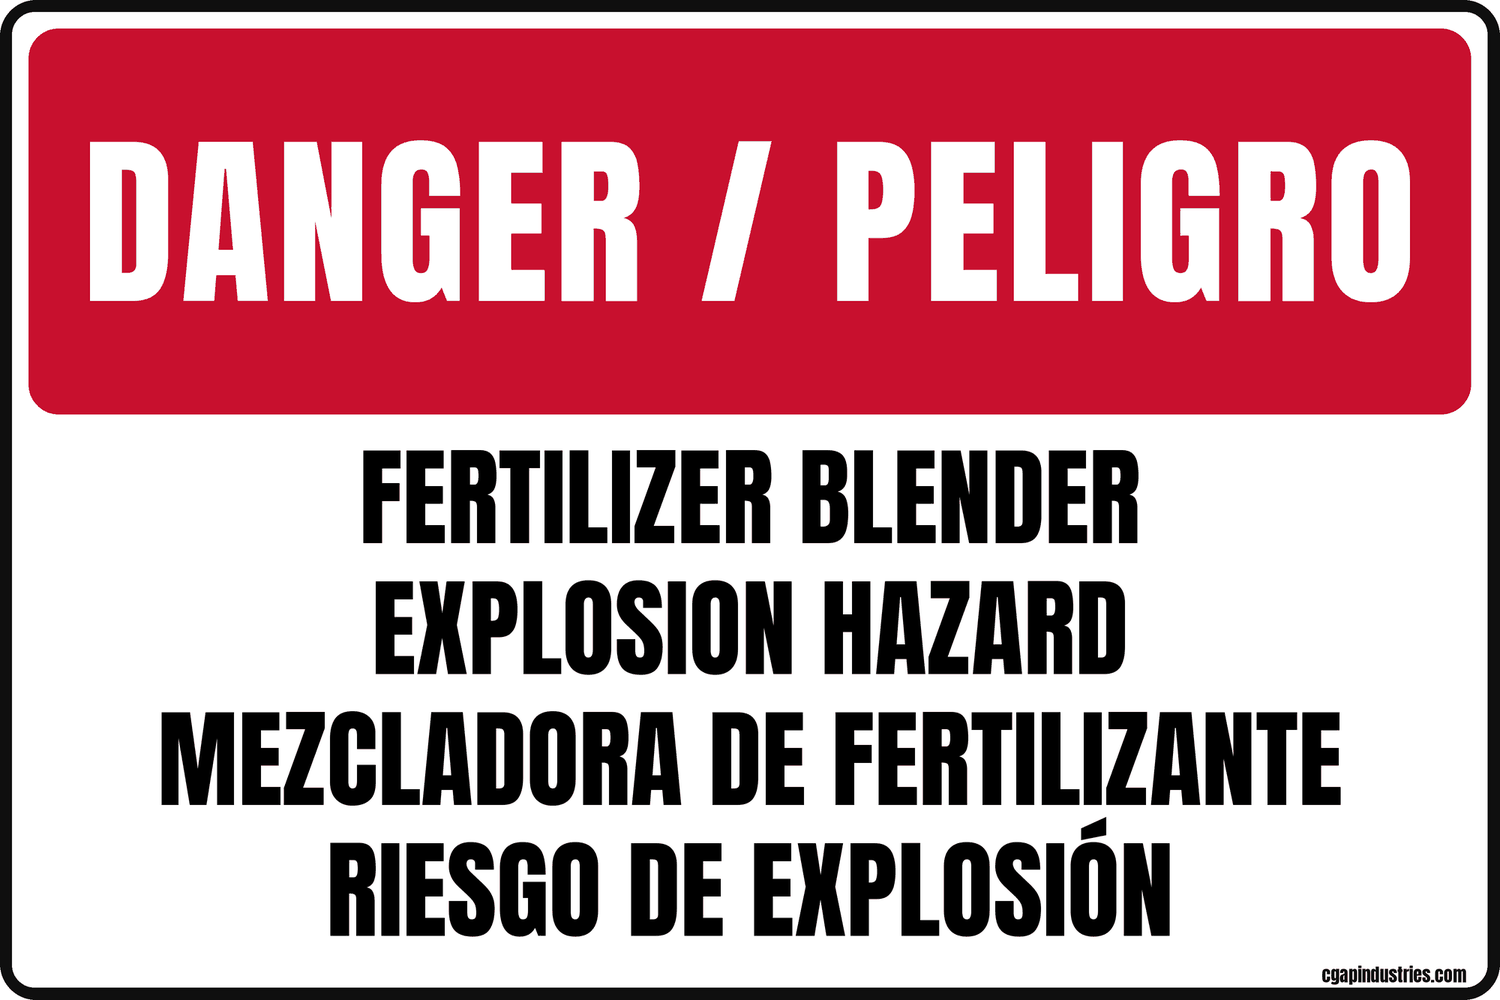 DANGER / PELIGRO
FERTILIZER BLENDER
EXPLOSION HAZARD
MEZCLADORA DE FERTILIZANTE
RIESGO DE EXPLOSIÓN
cgapindustries.com